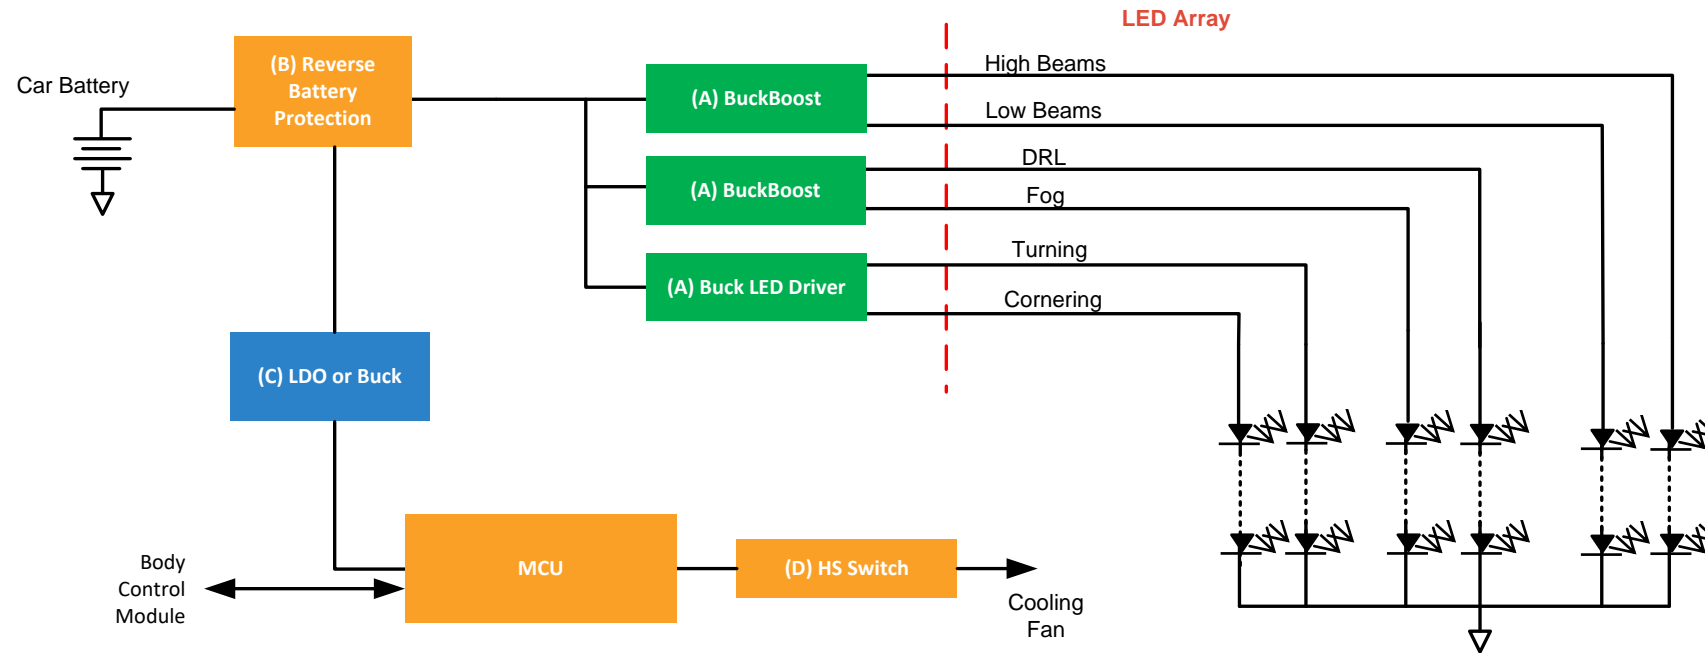 LED Array
Car Battery
(B) Reverse
Battery
Protection
(A) BuckBoost
High Beams
Low Beams
(A) BuckBoost
DRL
Fog
(A) Buck LED Driver
Turning
Cornering
(C) LDO or Buck
Body
Control
Module
MCU
(D) HS Switch
Cooling
Fan